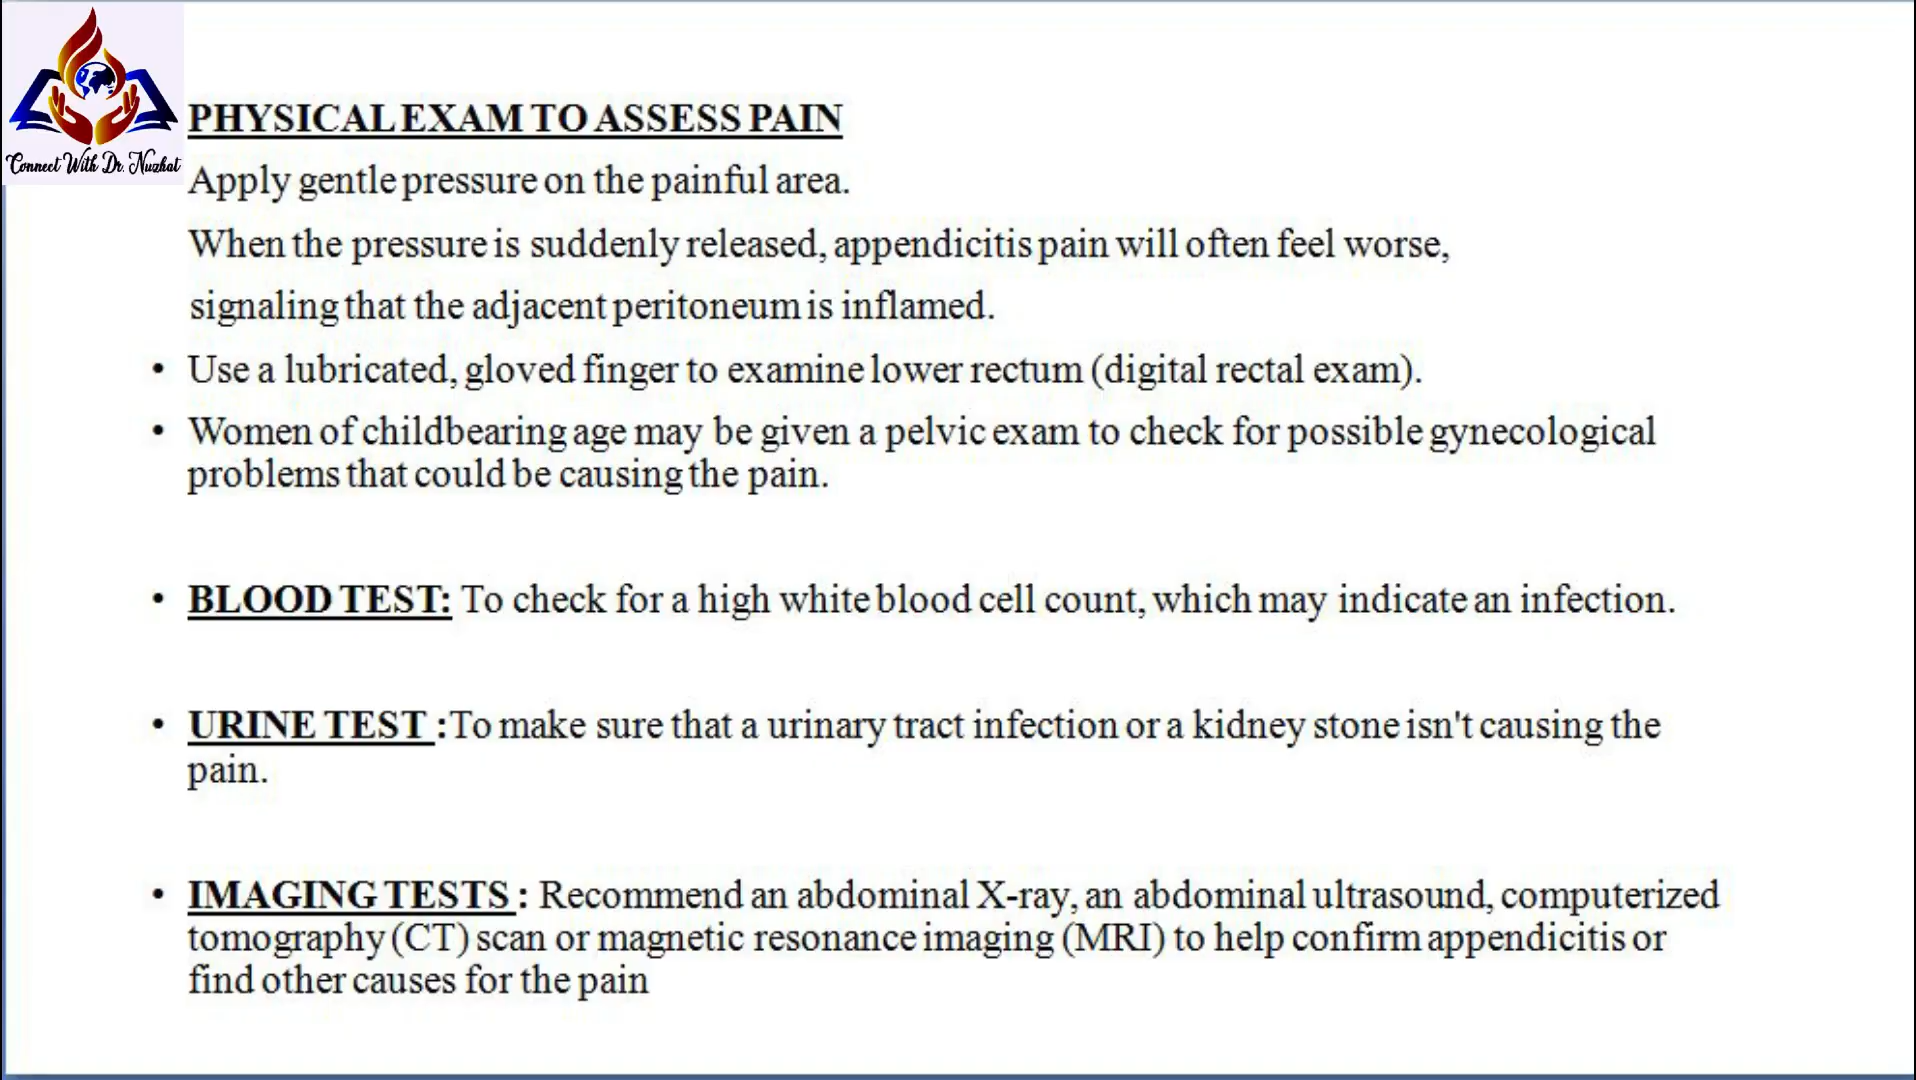 Connect With Dr. Nuzhat
PHYSICAL EXAM TO ASSESS PAIN
Apply gentle pressure on the painful area.
When the pressure is suddenly released, appendicitis pain will often feel worse,
signaling that the adjacent peritoneum is inflamed.
• Use a lubricated, gloved finger to examine lower rectum (digital rectal exam).
• Women of childbearing age may be given a pelvic exam to check for possible gynecological
problems that could be causing the pain.
• BLOOD TEST: To check for a high white blood cell count, which may indicate an infection.
• URINE TEST :To make sure that a urinary tract infection or a kidney stone isn't causing the
pain.
• IMAGING TESTS : Recommend an abdominal X-ray, an abdominal ultrasound, computerized
tomography (CT) scan or magnetic resonance imaging (MRI) to help confirm appendicitis or
find other causes for the pain